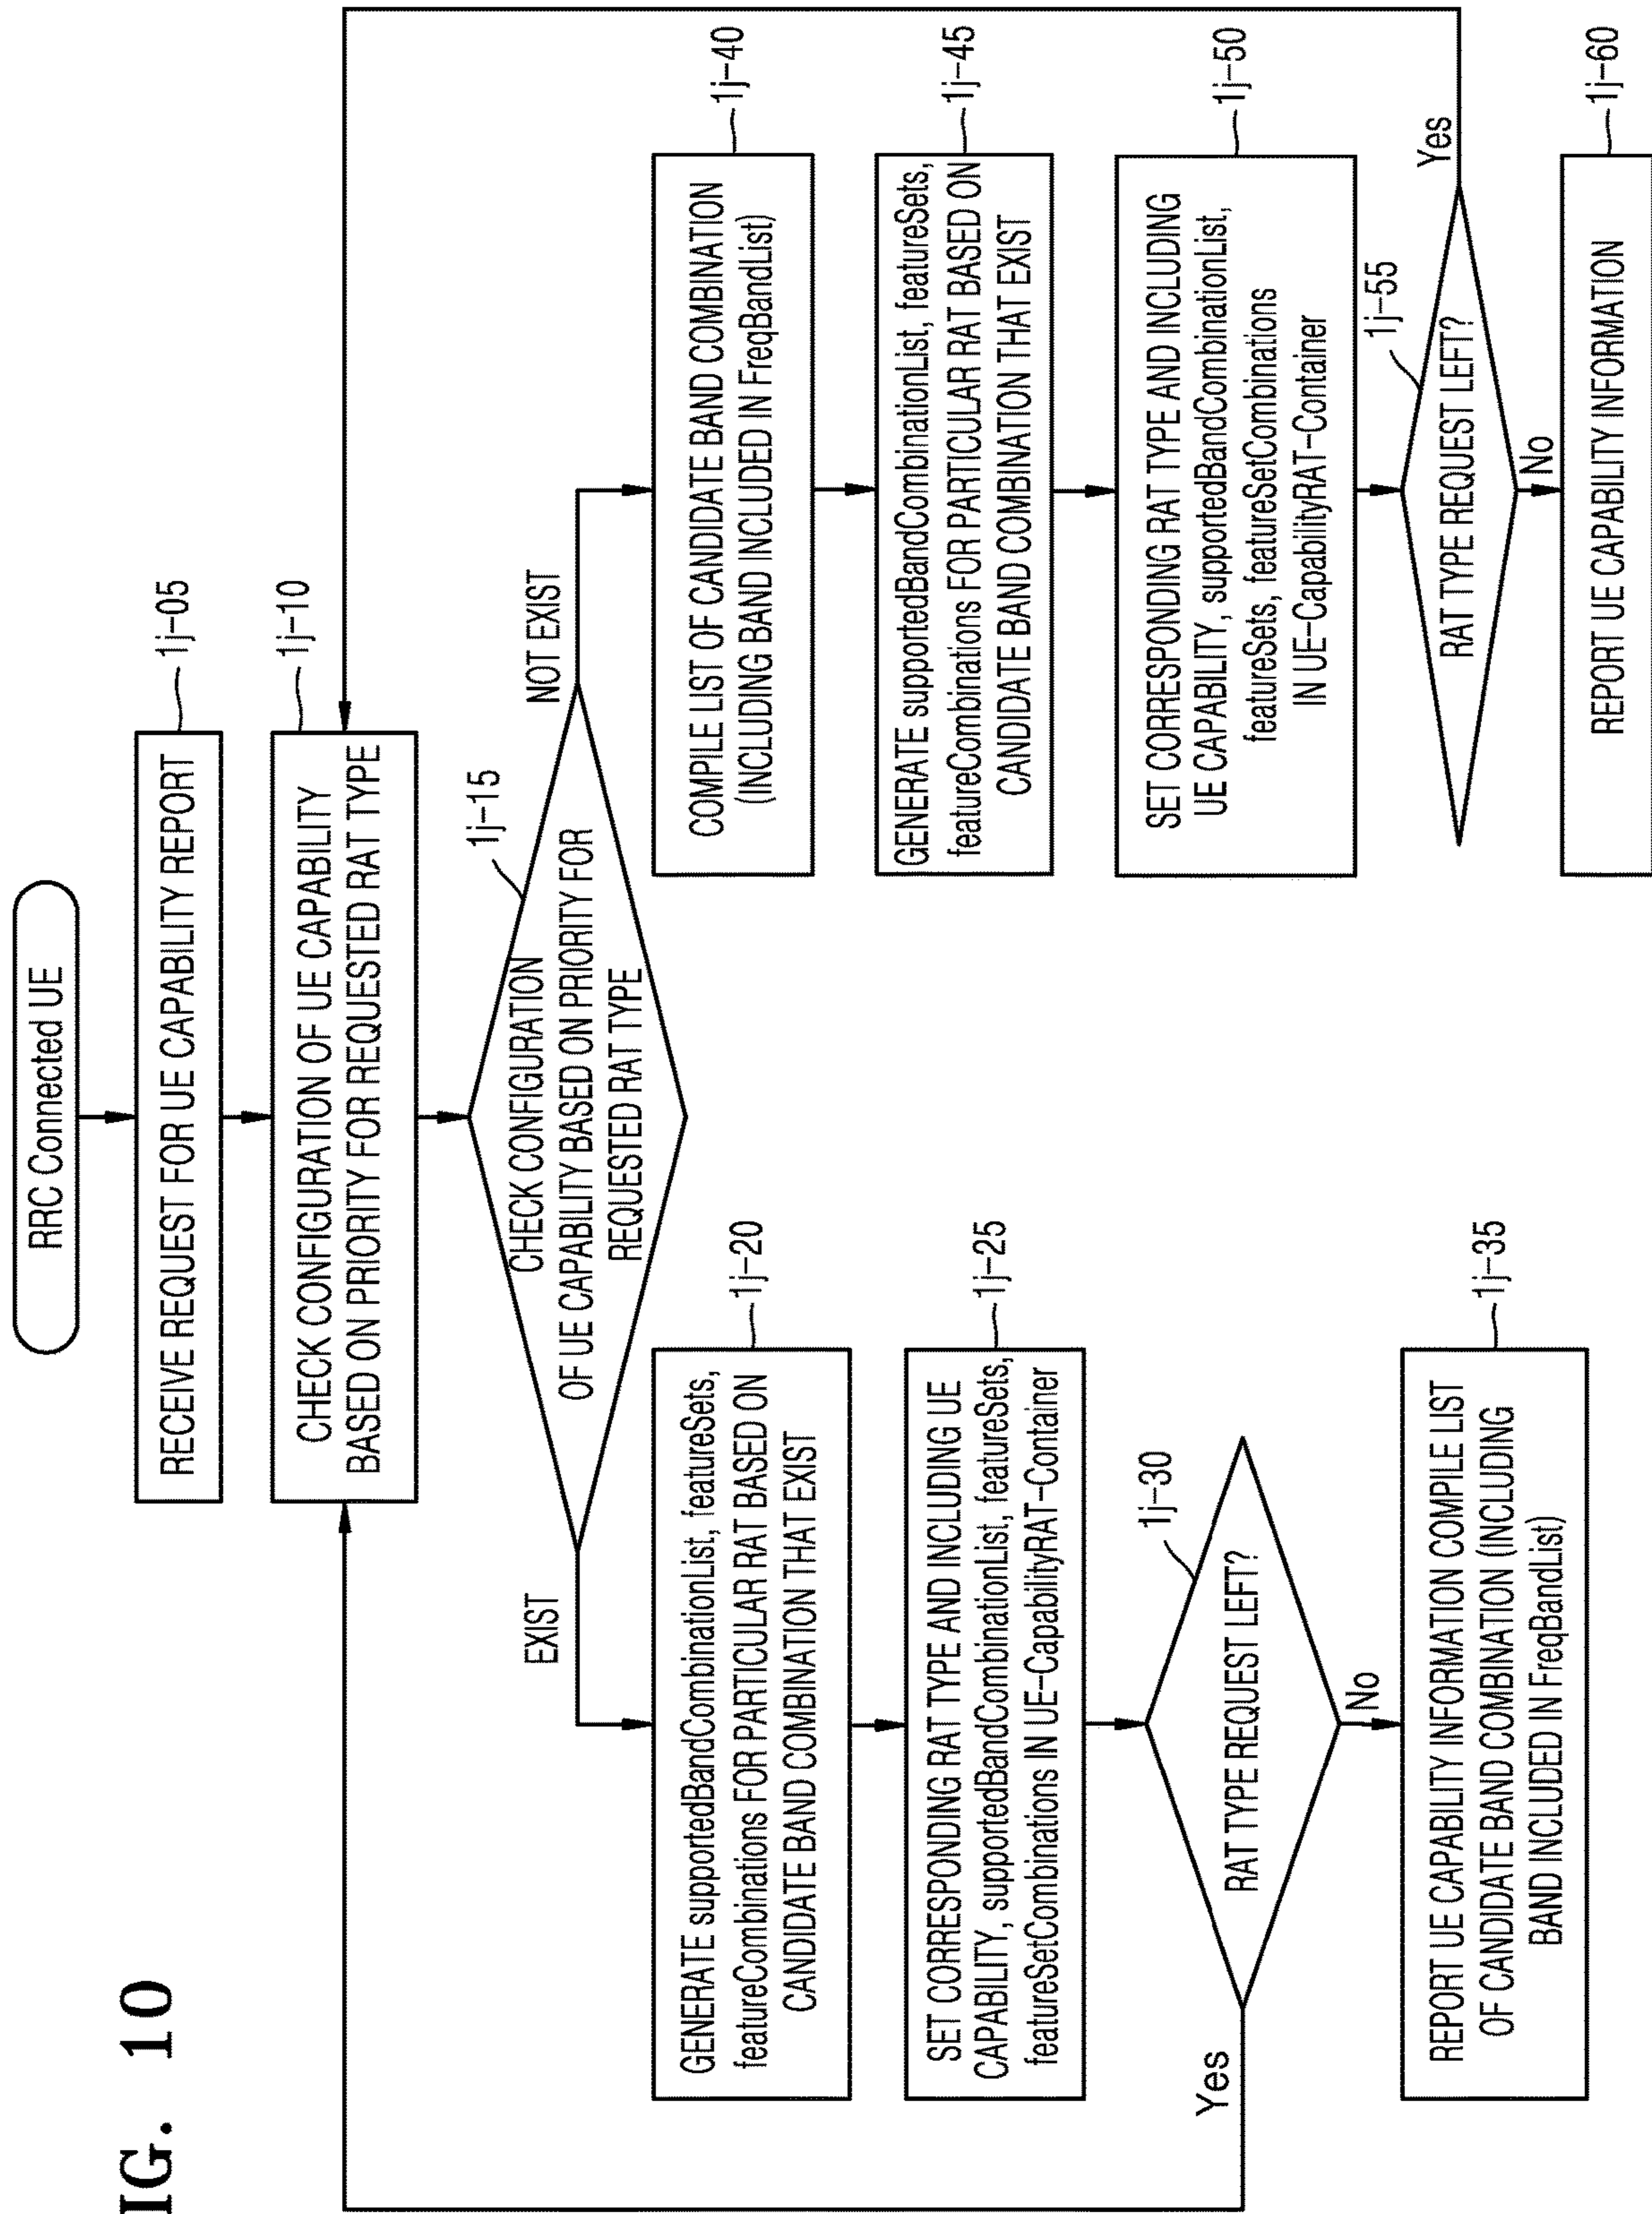 IG. 10
RRC Connected UE
RECEIVE REQUEST FOR UE CAPABILITY REPORT
1j-05
CHECK CONFIGURATION OF UE CAPABILITY
BASED ON PRIORITY FOR REQUESTED RAT TYPE
1j-10
CHECK CONFIGURATION
OF UE CAPABILITY BASED ON PRIORITY FOR
REQUESTED RAT TYPE
1j-15
EXIST
NOT EXIST
GENERATE supportedBandCombinationList, featureSets,
featureCombinations FOR PARTICULAR RAT BASED ON
CANDIDATE BAND COMBINATION THAT EXIST
1j-20
SET CORRESPONDING RAT TYPE AND INCLUDING UE
CAPABILITY, supportedBandCombinationList, featureSets,
featureSetCombinations IN UE-CapabilityRAT-Container
1j-25
RAT TYPE REQUEST LEFT?
1j-30
Yes
No
REPORT UE CAPABILITY INFORMATION COMPILE LIST
OF CANDIDATE BAND COMBINATION (INCLUDING
BAND INCLUDED IN FreqBandList)
1j-35
COMPILE LIST OF CANDIDATE BAND COMBINATION
(INCLUDING BAND INCLUDED IN FreqBandList)
1j-40
GENERATE supportedBandCombinationList, featureSets,
featureCombinations FOR PARTICULAR RAT BASED ON
CANDIDATE BAND COMBINATION THAT EXIST
1j-45
SET CORRESPONDING RAT TYPE AND INCLUDING
UE CAPABILITY, supportedBandCombinationList,
featureSets, featureSetCombinations
IN UE-CapabilityRAT-Container
1j-50
RAT TYPE REQUEST LEFT?
1j-55
Yes
No
REPORT UE CAPABILITY INFORMATION
1j-60